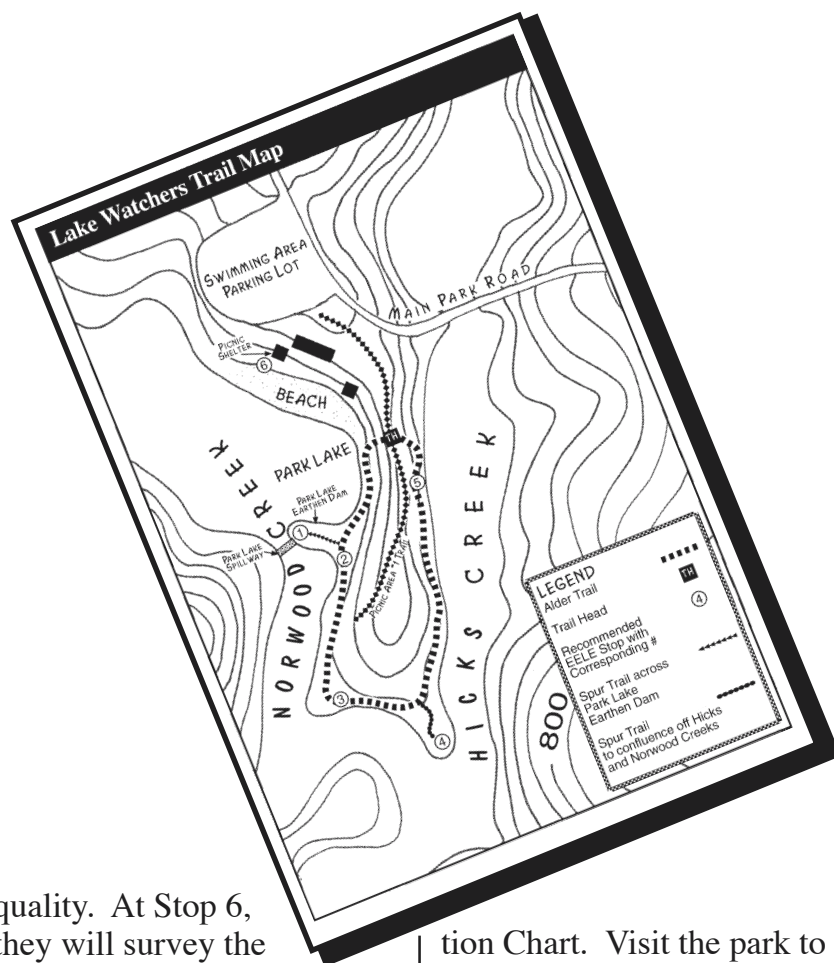 Lake Watchers Trail Map
SWIMMING AREA
PARKING LOT
MAIN PARK ROAD
PICNIC
SHELTER
6
BEACH
TH
CREEK
PARK LAKE
5
PARK LAKE
EARTHEN DAM
1
PARK LAKE
SPILLWAY
2
PICNIC AREA "1" TRAIL
NORWOOD
HICKS CREEK
3
4
800
LEGEND
Alder Trail
Trail Head
TH
Recommended
EELE Stop with
Corresponding #
4
Spur Trail across
Park Lake
Earthen Dam
Spur Trail
to confluence off Hicks
and Norwood Creeks
quality. At Stop 6,
they will survey the
tion Chart. Visit the park to